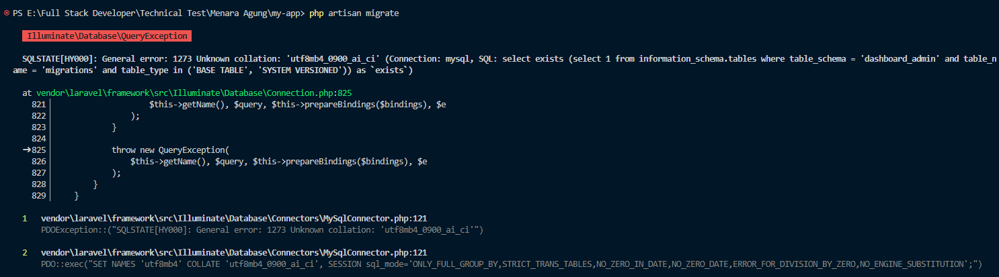 PS E:\Full Stack Developer\Technical Test\Menara Agung\my-app> php artisan migrate
Illuminate\Database\QueryException
SQLSTATE[HY000]: General error: 1273 Unknown collation: 'utf8mb4_0900_ai_ci' (Connection: mysql, SQL: select exists (select 1 from information_schema.tables where table_schema = 'dashboard_admin' and table_n
ame = 'migrations' and table_type in ('BASE TABLE', 'SYSTEM VERSIONED')) as `exists`)
at vendor\laravel\framework\src\Illuminate\Database\Connection.php:825
821 $this->getName(), $query, $this->prepareBindings($bindings), $e
822 );
823 }
824
➜825 throw new QueryException(
826 $this->getName(), $query, $this->prepareBindings($bindings), $e
827 );
828 }
829 }
1 vendor\laravel\framework\src\Illuminate\Database\Connectors\MySqlConnector.php:121
PDOException::("SQLSTATE[HY000]: General error: 1273 Unknown collation: 'utf8mb4_0900_ai_ci'")
2 vendor\laravel\framework\src\Illuminate\Database\Connectors\MySqlConnector.php:121
PDO::exec("SET NAMES 'utf8mb4' COLLATE 'utf8mb4_0900_ai_ci', SESSION sql_mode='ONLY_FULL_GROUP_BY,STRICT_TRANS_TABLES,NO_ZERO_IN_DATE,NO_ZERO_DATE,ERROR_FOR_DIVISION_BY_ZERO,NO_ENGINE_SUBSTITUTION';")